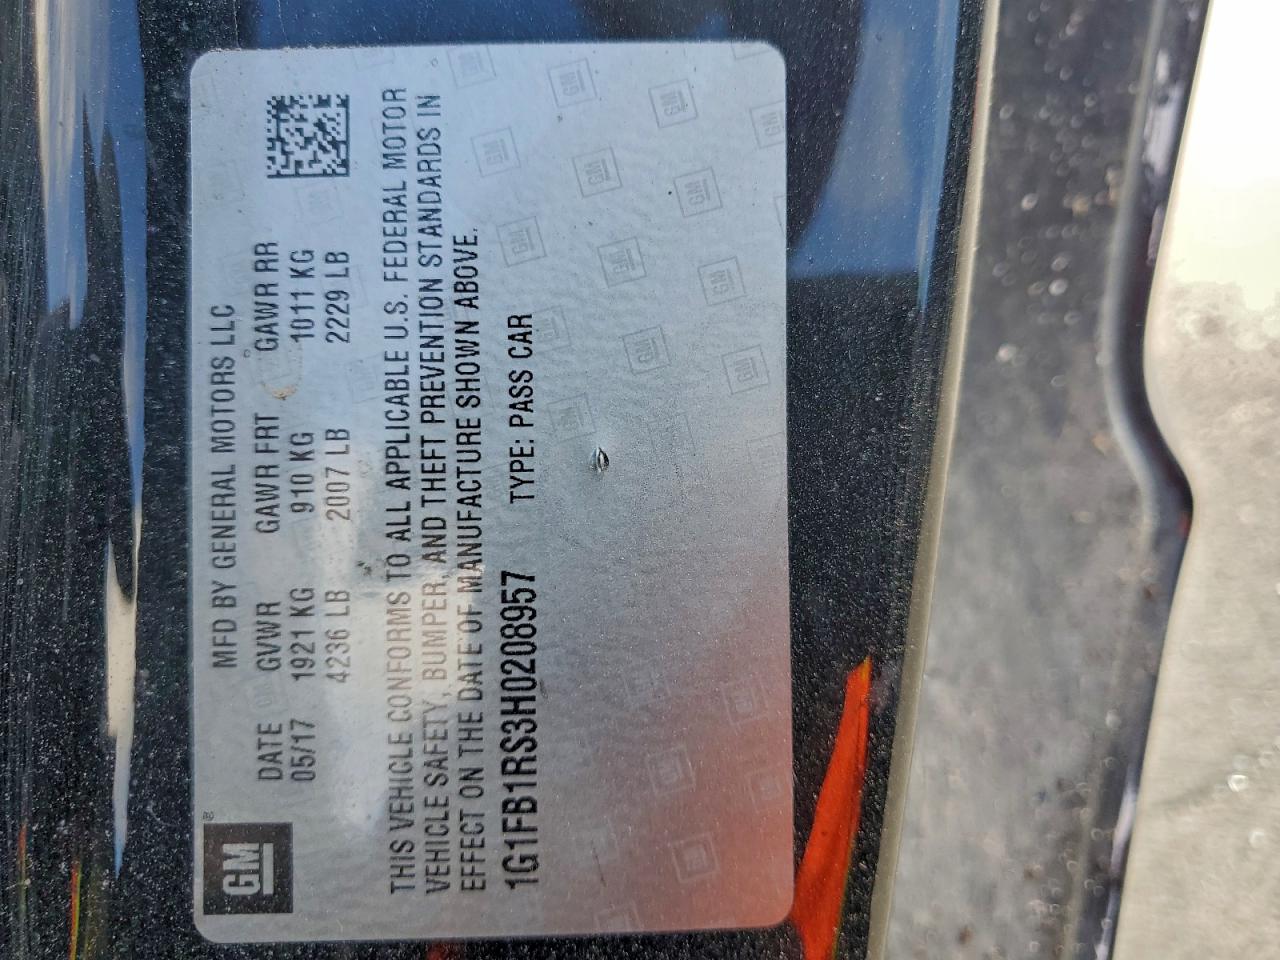 GM®
MFD BY GENERAL MOTORS LLC
DATE GVWR GAWR FRT GAWR RR
05/17 1921 KG 910 KG 1011 KG
4236 LB 2007 LB 2229 LB
THIS VEHICLE CONFORMS TO ALL APPLICABLE U.S. FEDERAL MOTOR
VEHICLE SAFETY, BUMPER, AND THEFT PREVENTION STANDARDS IN
EFFECT ON THE DATE OF MANUFACTURE SHOWN ABOVE.
1G1FB1RS3H0208957 TYPE: PASS CAR